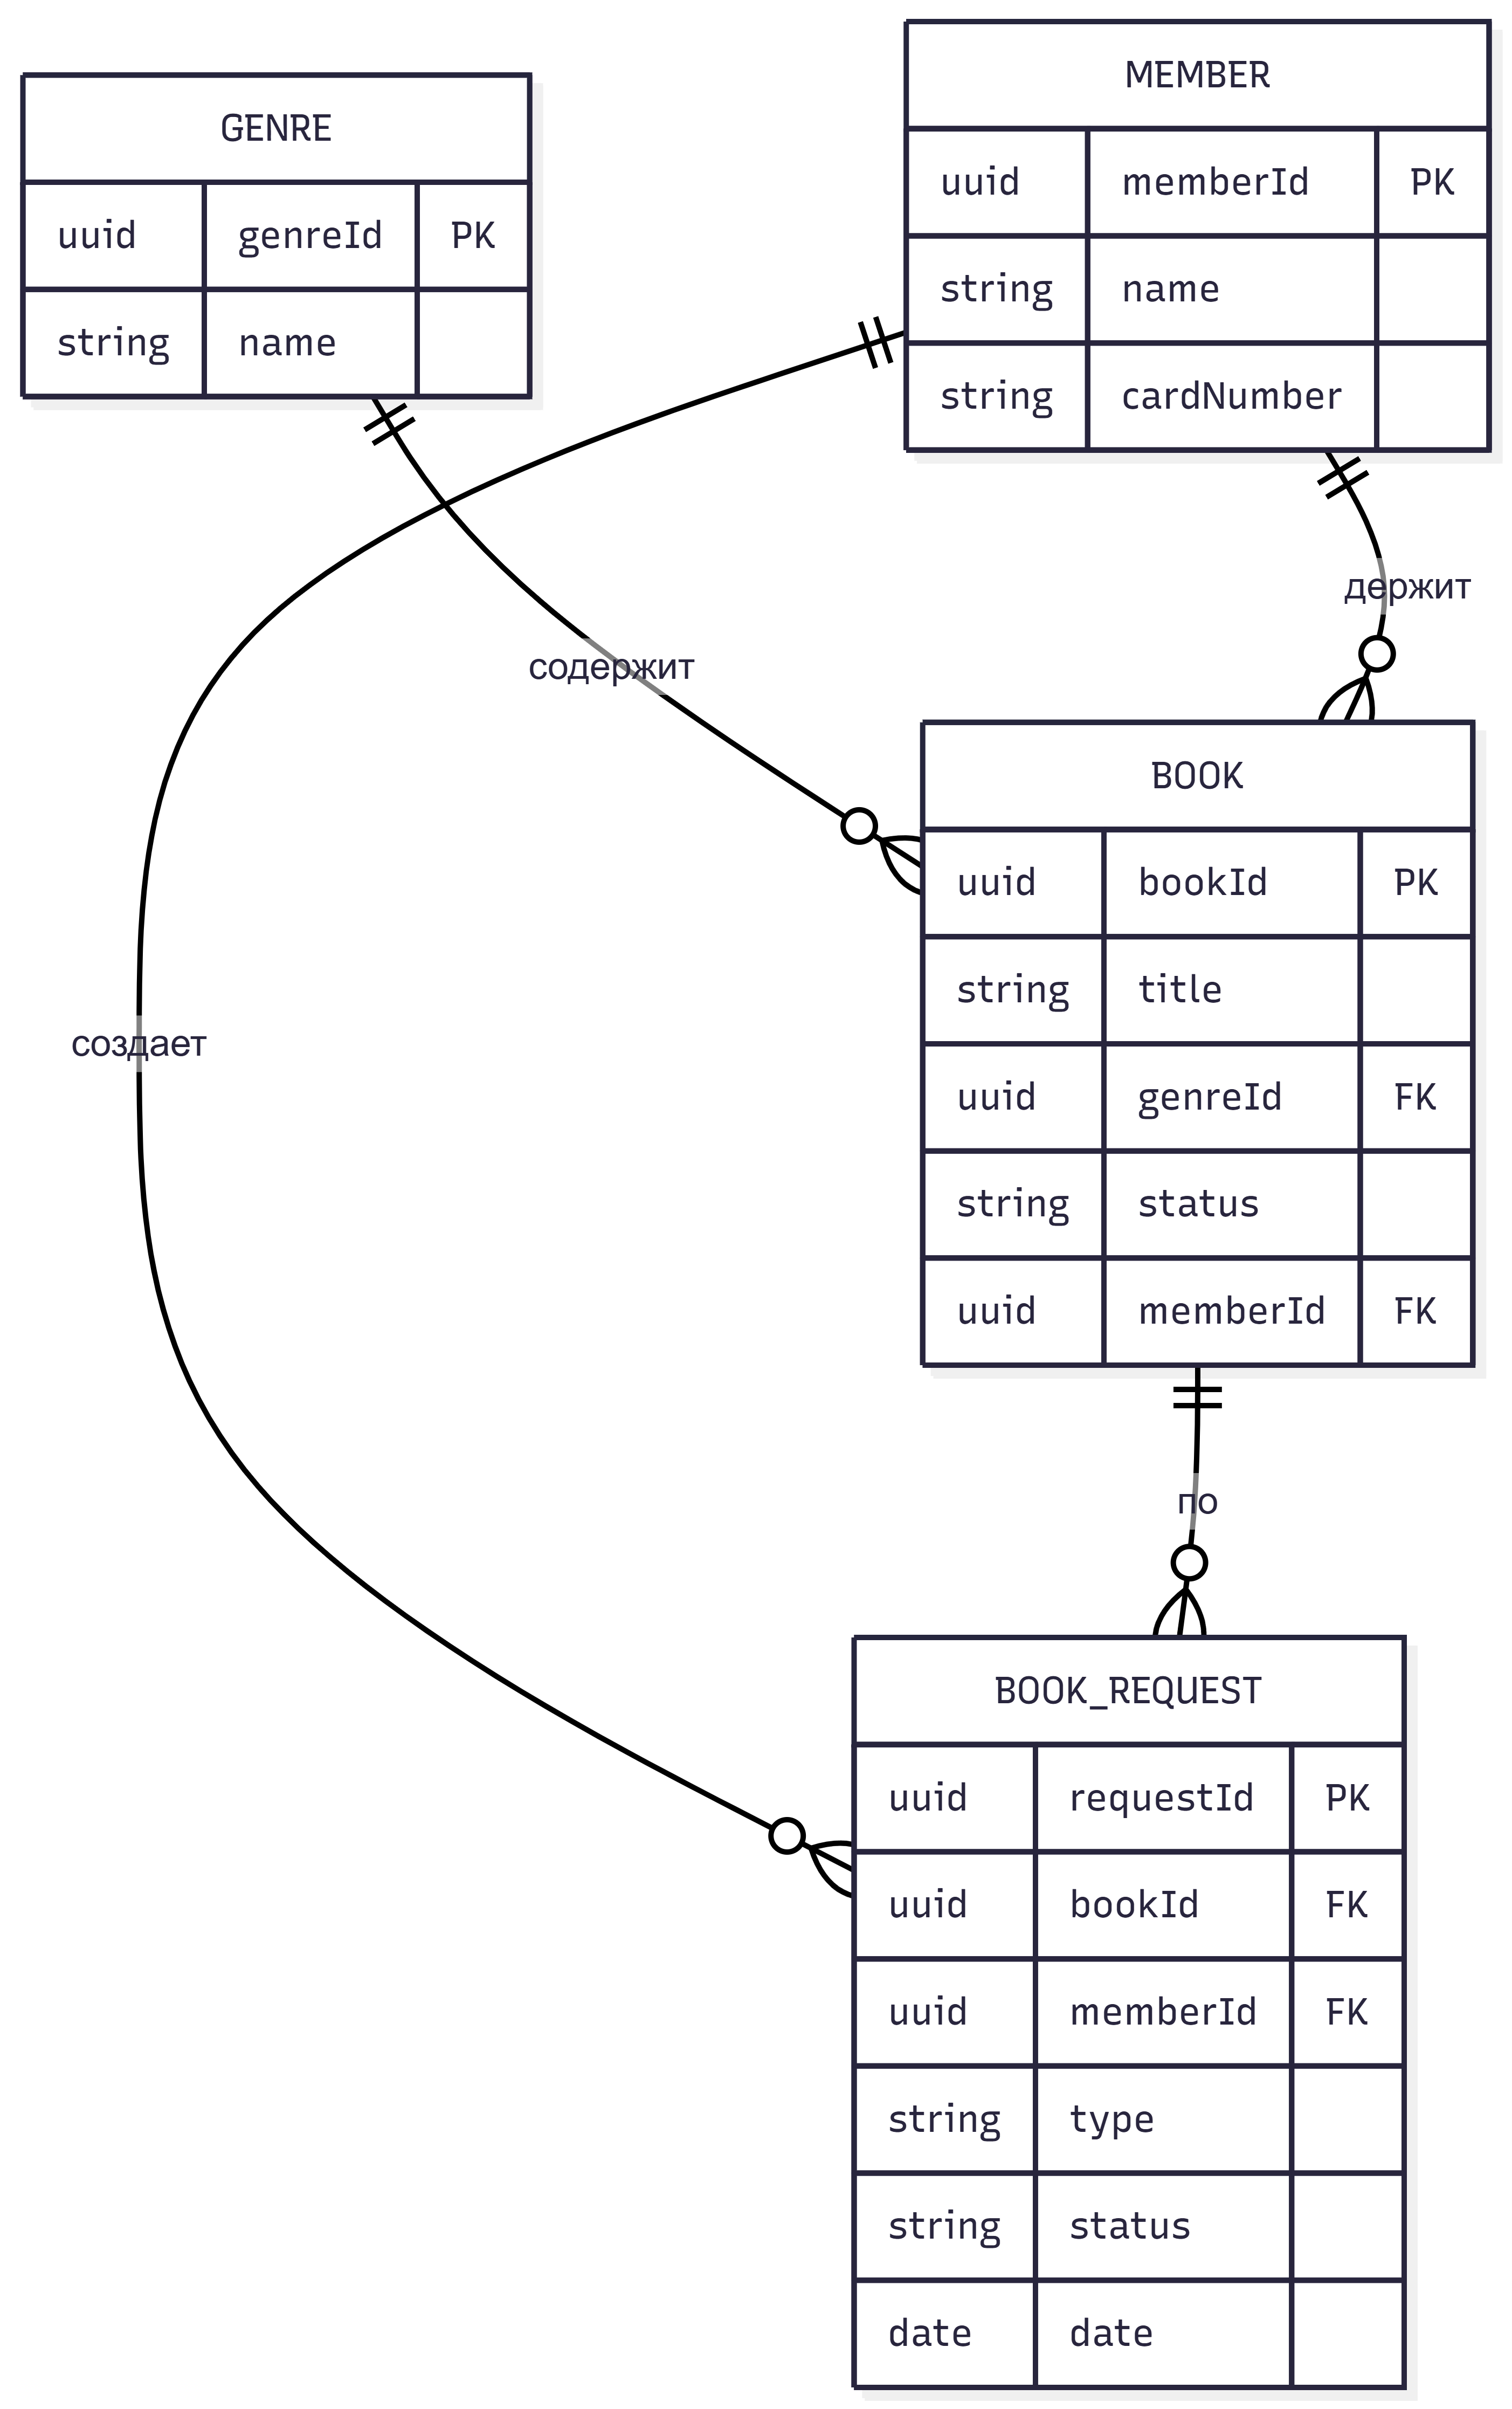 GENRE
uuid genreId PK
string name
MEMBER
uuid memberId PK
string name
string cardNumber
держит
содержит
BOOK
uuid bookId PK
string title
uuid genreId FK
string status
uuid memberId FK
создает
по
BOOK_REQUEST
uuid requestId PK
uuid bookId FK
uuid memberId FK
string type
string status
date date